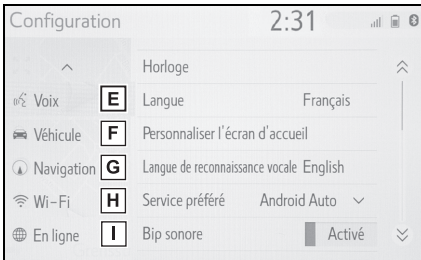 Configuration 2:31
Horloge
Voix E Langue Français
Véhicule F Personnaliser l'écran d'accueil
Navigation G Langue de reconnaissance vocale English
Wi-Fi H Service préféré Android Auto
En ligne I Bip sonore Activé